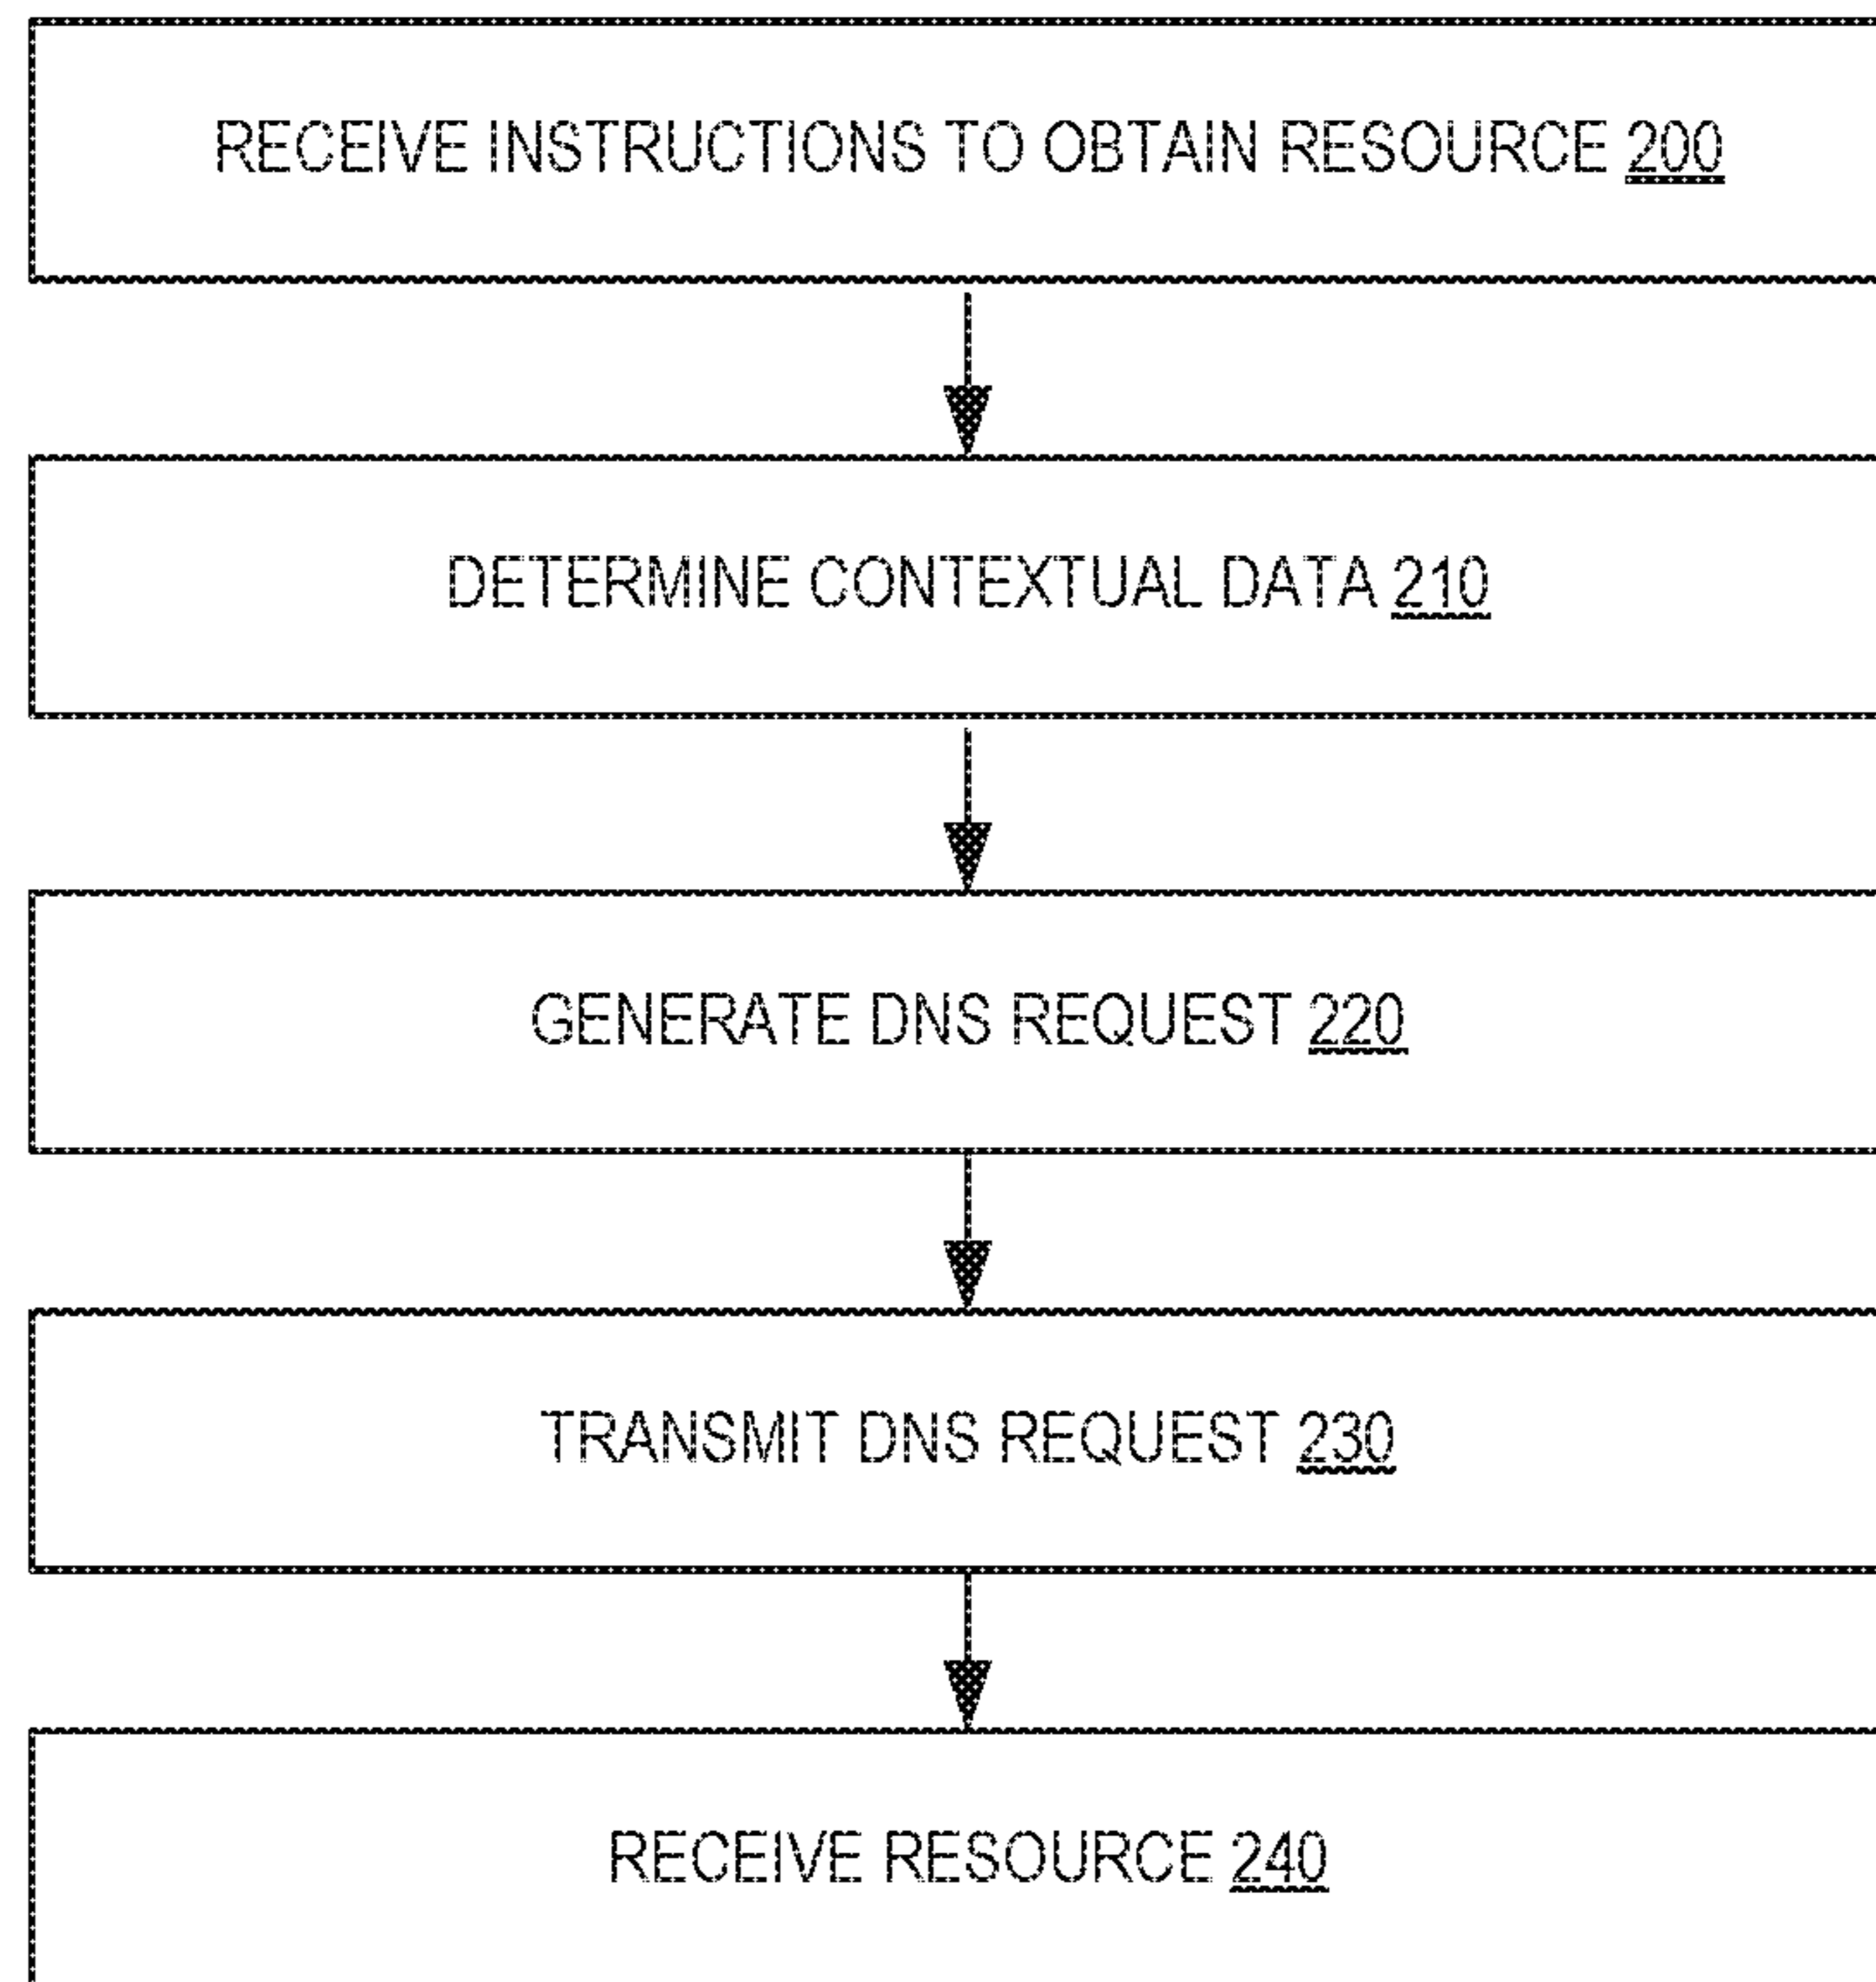 RECEIVE INSTRUCTIONS TO OBTAIN RESOURCE 200
DETERMINE CONTEXTUAL DATA 210
GENERATE DNS REQUEST 220
TRANSMIT DNS REQUEST 230
RECEIVE RESOURCE 240